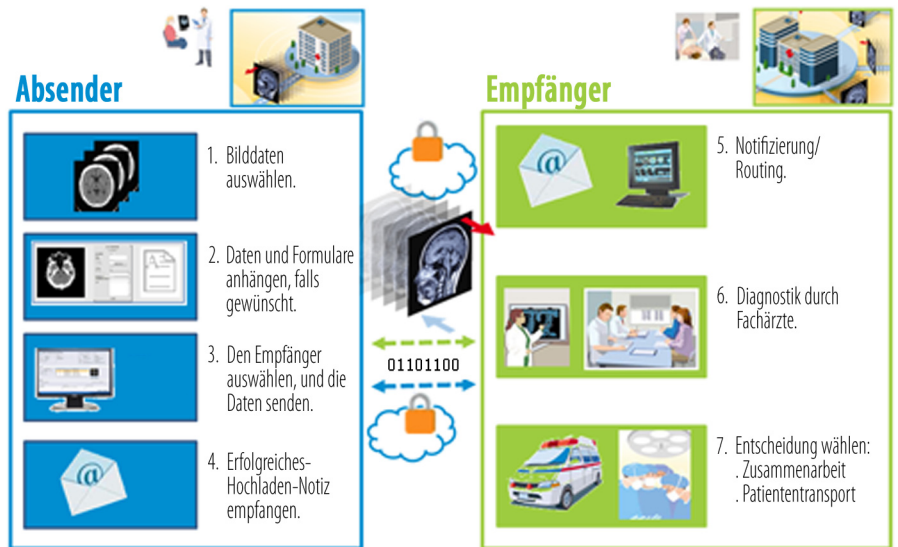 Absender
1. Bilddaten
auswählen.
2. Daten und Formulare
anhängen, falls
gewünscht.
3. Den Empfänger
auswählen, und die
Daten senden.
@
4. Erfolgreiches-
Hochladen-Notiz
empfangen.
01101100
Empfänger
@
5. Notifizierung/
Routing.
6. Diagnostik durch
Fachärzte.
7. Entscheidung wählen:
. Zusammenarbeit
. Patiententransport